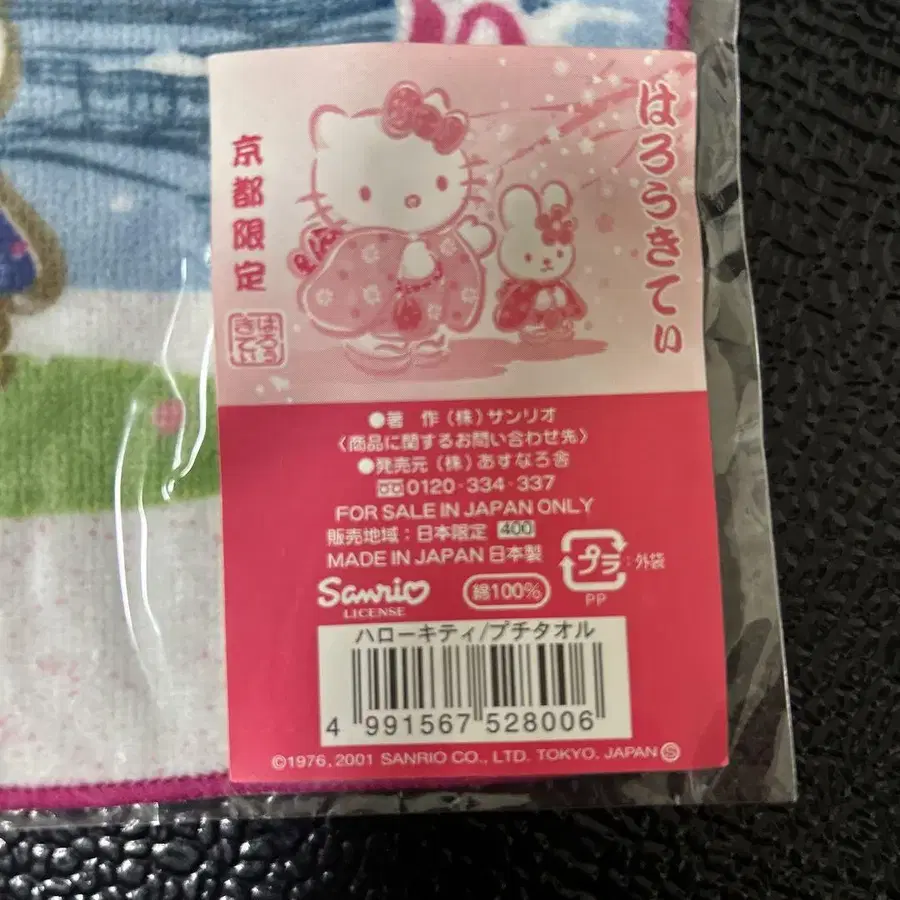 はろうきてぃ
京都限定
はろう
きてぃ
●著 作（株）サンリオ
〈商品に関するお問い合わせ先〉
●発売元（株）あすなろ舎
0120-334-337
FOR SALE IN JAPAN ONLY
販売地域：日本限定 400
MADE IN JAPAN 日本製
プラ：外袋
PP
Sanrio
LICENSE
綿100%
ハローキティ/プチタオル
4 991567 528006
©1976, 2001 SANRIO CO., LTD. TOKYO, JAPAN Ⓢ